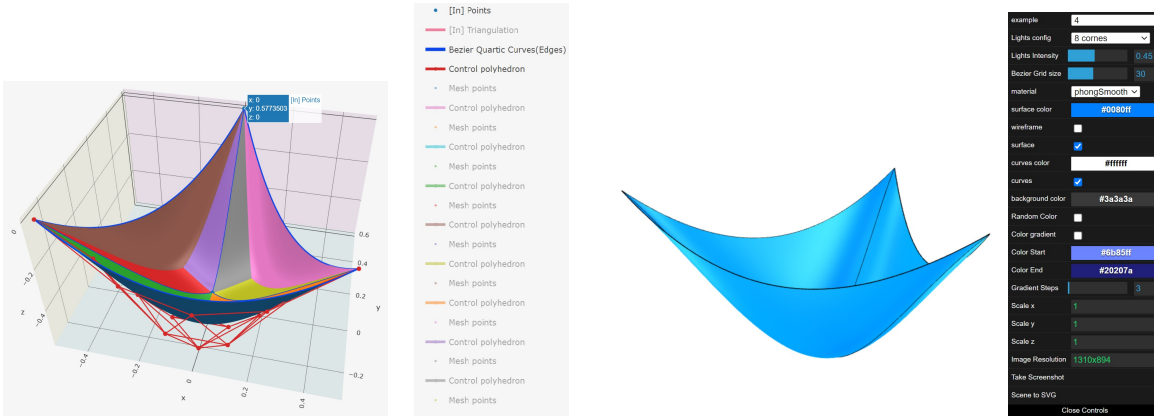 x: 0
y: 0.5773503
z: 0
[In] Points
0
−0.2
−0.4
z
−0.4
−0.2
0
0.2
0.4
x
0.6
0.4
0.2
0
−0.2
y
[In] Points
[In] Triangulation
Bezier Quartic Curves(Edges)
Control polyhedron
Mesh points
Control polyhedron
Mesh points
Control polyhedron
Mesh points
Control polyhedron
Mesh points
Control polyhedron
Mesh points
Control polyhedron
Mesh points
Control polyhedron
Mesh points
Control polyhedron
Mesh points
Control polyhedron
Mesh points
example 4
Lights config 8 cornes
Lights Intensity 0.45
Bezier Grid size 30
material phongSmooth
surface color #0080ff
wireframe
surface
curves color #ffffff
curves
background color #3a3a3a
Random Color
Color gradient
Color Start #6b85ff
Color End #20207a
Gradient Steps 3
Scale x 1
Scale y 1
Scale z 1
Image Resolution 1310x894
Take Screenshot
Scene to SVG
Close Controls